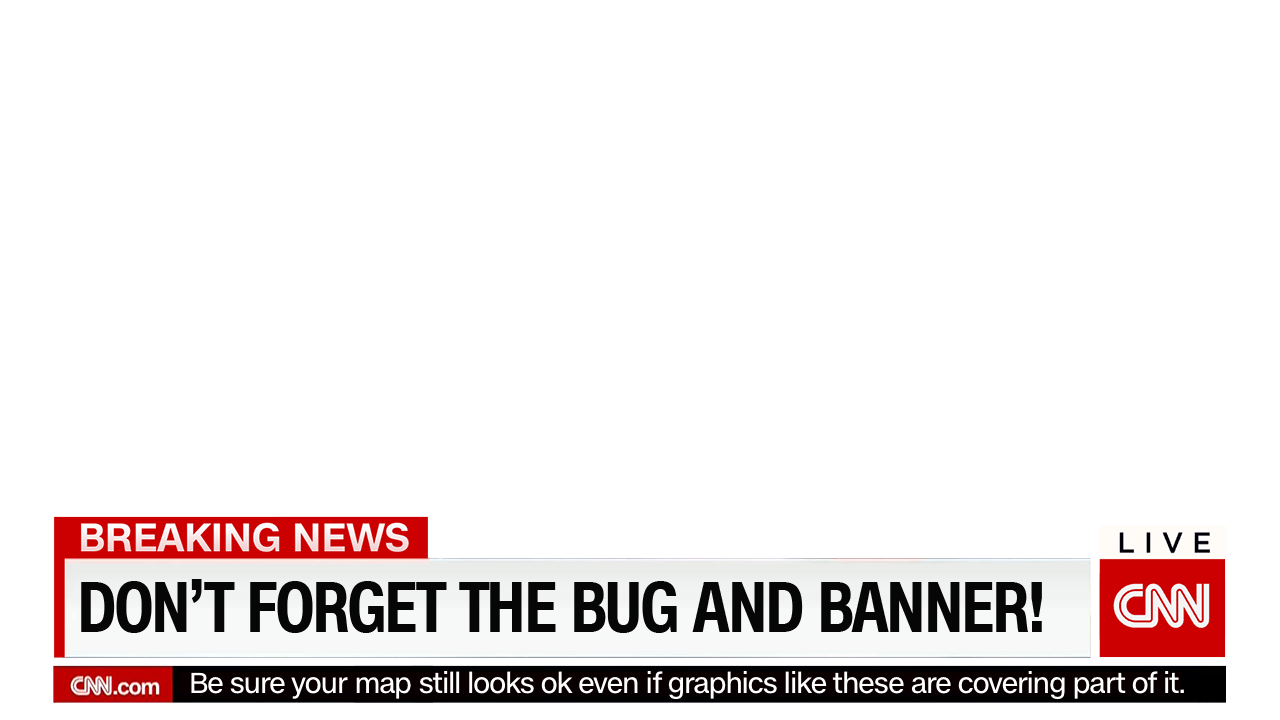 BREAKING NEWS
LIVE
DON’T FORGET THE BUG AND BANNER!
CNN
CNN.com
Be sure your map still looks ok even if graphics like these are covering part of it.